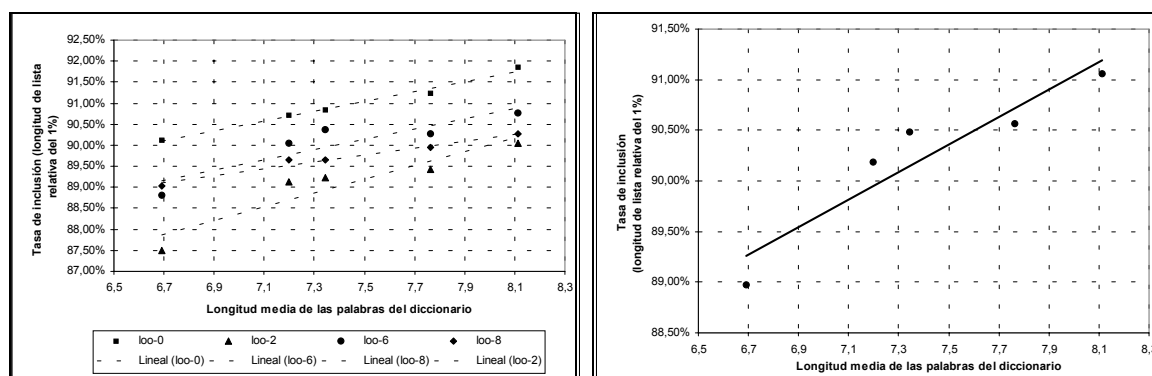 Tasa de inclusión (longitud de lista
relativa del 1%)
92,50%
92,00%
91,50%
91,00%
90,50%
90,00%
89,50%
89,00%
88,50%
88,00%
87,50%
87,00%
6,5 6,7 6,9 7,1 7,3 7,5 7,7 7,9 8,1 8,3
Longitud media de las palabras del diccionario
loo-0 loo-2 loo-6 loo-8
Lineal (loo-0) Lineal (loo-6) Lineal (loo-8) Lineal (loo-2)
Tasa de inclusión
(longitud de lista relativa del 1%)
91,50%
91,00%
90,50%
90,00%
89,50%
89,00%
88,50%
6,5 6,7 6,9 7,1 7,3 7,5 7,7 7,9 8,1 8,3
Longitud media de las palabras del diccionario